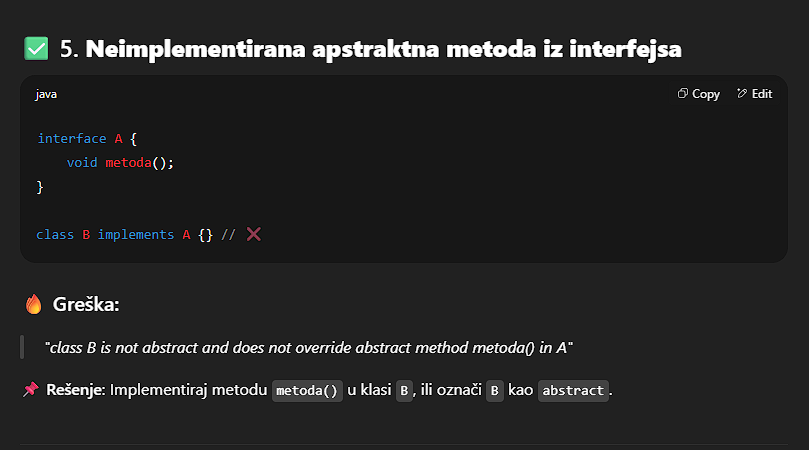 ✅ 5. Neimplementirana apstraktna metoda iz interfejsa
java
Copy Edit
interface A {
    void metoda();
}
class B implements A {} // ❌
🔥 Greška:
"class B is not abstract and does not override abstract method metoda() in A"
📌 Rešenje: Implementiraj metodu metoda() u klasi B, ili označi B kao abstract.